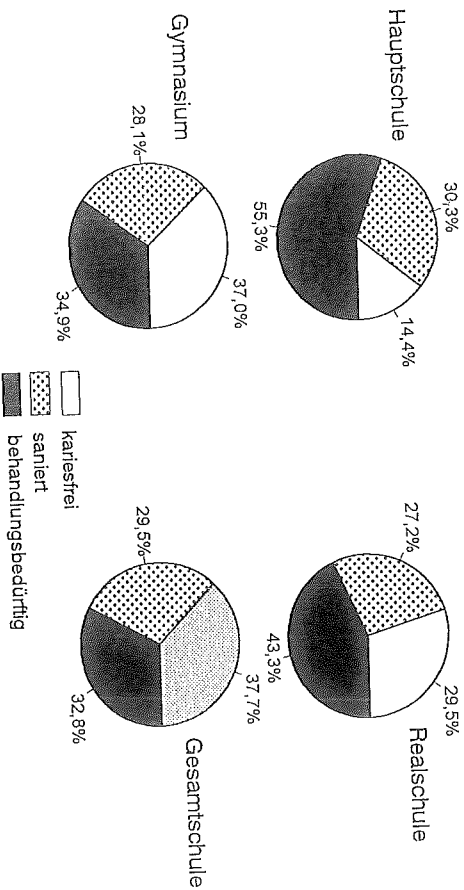 Hauptschule
30,3%
14,4%
55,3%
Realschule
27,2%
29,5%
43,3%
Gymnasium
28,1%
37,0%
34,9%
Gesamtschule
29,5%
37,7%
32,8%
kariesfrei
saniert
behandlungsbedürftig